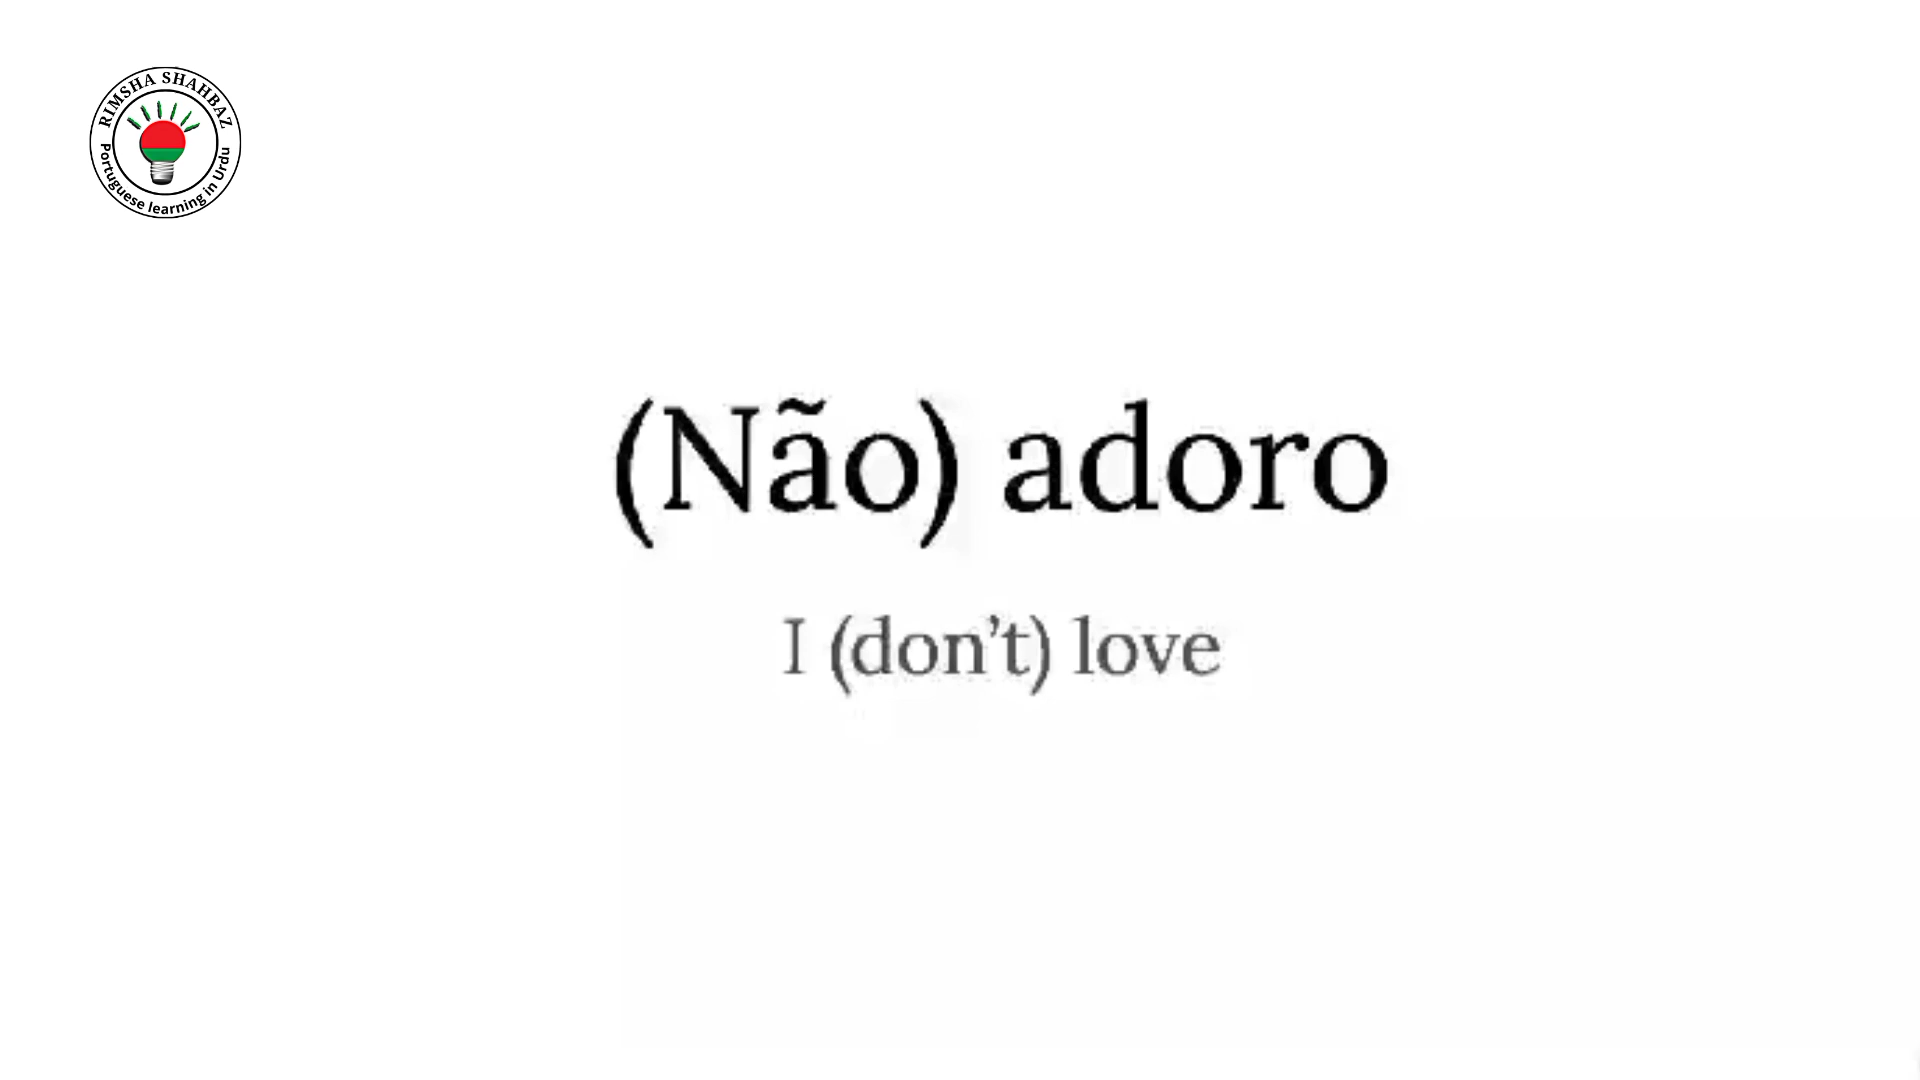 RIMSHA SHAHBAZ
Portuguese learning in Urdu
(Não) adoro
I (don’t) love